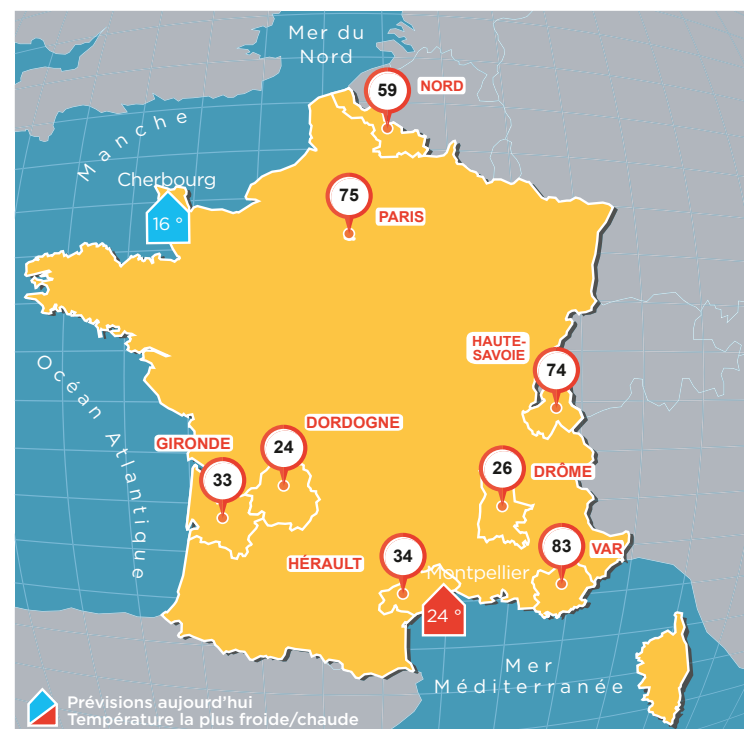 Mer du
Nord
59
NORD
Manche
Cherbourg
16 °
75
PARIS
HAUTE-
SAVOIE
74
Océan Atlantique
DORDOGNE
24
GIRONDE
33
26
DRÔME
83
VAR
34
HÉRAULT
Montpellier
24 °
Mer
Méditerranée
Prévisions aujourd'hui
Température la plus froide/chaude